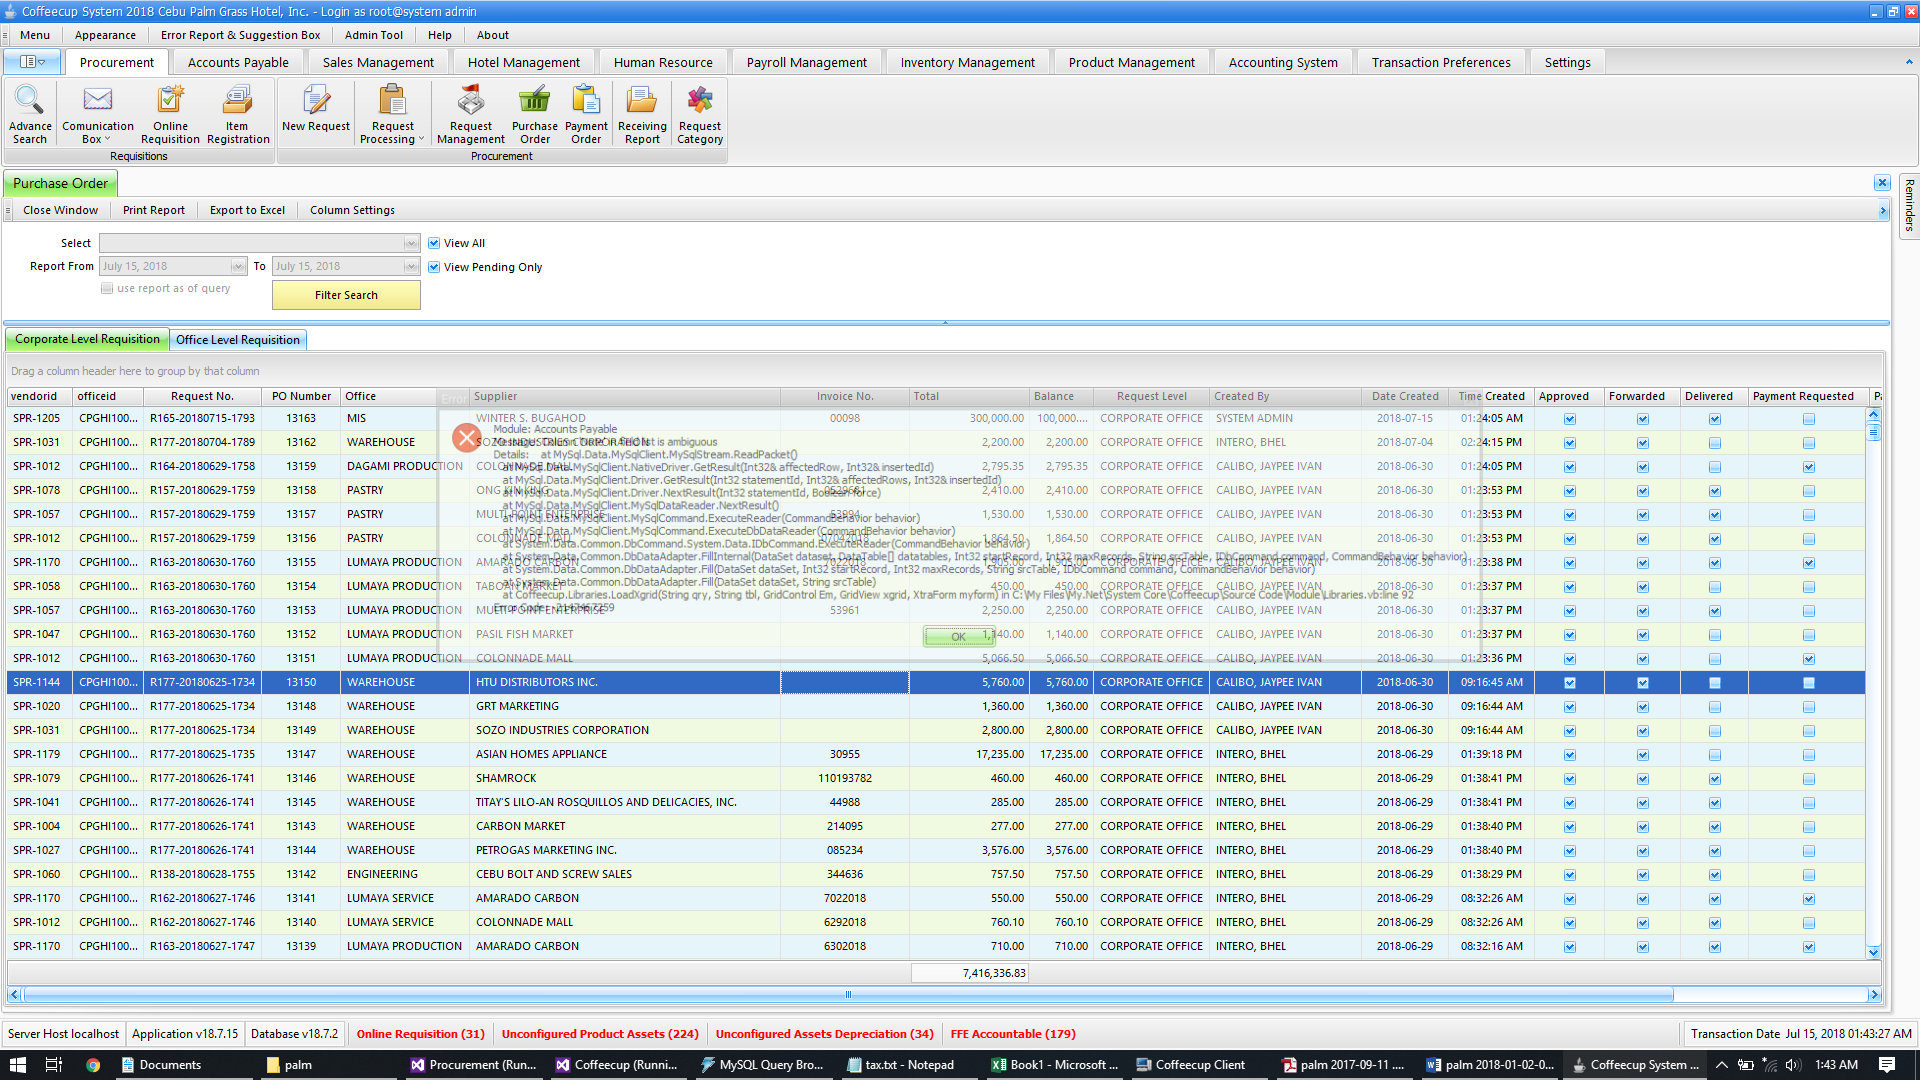 Coffeecup System 2018 Cebu Palm Grass Hotel, Inc. - Login as root@system admin
Menu Appearance Error Report & Suggestion Box Admin Tool Help About
Procurement Accounts Payable Sales Management Hotel Management Human Resource Payroll Management Inventory Management Product Management Accounting System Transaction Preferences Settings
Advance Search Comunication Box Online Requisition Item Registration New Request Request Processing Request Management Purchase Order Payment Order Receiving Report Request Category
Requisitions Procurement
Purchase Order
Reminders
Close Window Print Report Export to Excel Column Settings
Select View All
Report From July 15, 2018 To July 15, 2018 View Pending Only
use report as of query Filter Search
Corporate Level Requisition Office Level Requisition
Drag a column header here to group by that column
vendorid officeid Request No. PO Number Office Supplier Invoice No. Total Balance Request Level Created By Date Created Time Created Approved Forwarded Delivered Payment Requested
SPR-1205 CPGHI100... R165-20180715-1793 13163 MIS WINTER S. BUGAHOD 00098 300,000.00 100,000.... CORPORATE OFFICE SYSTEM ADMIN 2018-07-15 01:24:05 AM
SPR-1031 CPGHI100... R177-20180704-1789 13162 WAREHOUSE SOZO INDUSTRIES CORPORATION 2,200.00 2,200.00 CORPORATE OFFICE INTERO, BHEL 2018-07-04 02:24:15 PM
SPR-1012 CPGHI100... R164-20180629-1758 13159 DAGAMI PRODUCTION COLONNADE MALL 2,795.35 2,795.35 CORPORATE OFFICE CALIBO, JAYPEE IVAN 2018-06-30 01:24:05 PM
SPR-1078 CPGHI100... R157-20180629-1759 13158 PASTRY ONG KIN KING 2,410.00 2,410.00 CORPORATE OFFICE CALIBO, JAYPEE IVAN 2018-06-30 01:23:53 PM
SPR-1057 CPGHI100... R157-20180629-1759 13157 PASTRY MULTI POINT ENTERPRISE 53994 1,530.00 1,530.00 CORPORATE OFFICE CALIBO, JAYPEE IVAN 2018-06-30 01:23:53 PM
SPR-1012 CPGHI100... R157-20180629-1759 13156 PASTRY COLONNADE MALL 07042018 1,864.50 1,864.50 CORPORATE OFFICE CALIBO, JAYPEE IVAN 2018-06-30 01:23:53 PM
SPR-1170 CPGHI100... R163-20180630-1760 13155 LUMAYA PRODUCTION AMARADO CARBON 7022018 1,905.00 1,905.00 CORPORATE OFFICE CALIBO, JAYPEE IVAN 2018-06-30 01:23:38 PM
SPR-1058 CPGHI100... R163-20180630-1760 13154 LUMAYA PRODUCTION TABOAN MARKET 450.00 450.00 CORPORATE OFFICE CALIBO, JAYPEE IVAN 2018-06-30 01:23:37 PM
SPR-1057 CPGHI100... R163-20180630-1760 13153 LUMAYA PRODUCTION MULTI POINT ENTERPRISE 53961 2,250.00 2,250.00 CORPORATE OFFICE CALIBO, JAYPEE IVAN 2018-06-30 01:23:37 PM
SPR-1047 CPGHI100... R163-20180630-1760 13152 LUMAYA PRODUCTION PASIL FISH MARKET 1,140.00 1,140.00 CORPORATE OFFICE CALIBO, JAYPEE IVAN 2018-06-30 01:23:37 PM
SPR-1012 CPGHI100... R163-20180630-1760 13151 LUMAYA PRODUCTION COLONNADE MALL 5,066.50 5,066.50 CORPORATE OFFICE CALIBO, JAYPEE IVAN 2018-06-30 01:23:36 PM
SPR-1144 CPGHI100... R177-20180625-1734 13150 WAREHOUSE HTU DISTRIBUTORS INC. 5,760.00 5,760.00 CORPORATE OFFICE CALIBO, JAYPEE IVAN 2018-06-30 09:16:45 AM
SPR-1020 CPGHI100... R177-20180625-1734 13148 WAREHOUSE GRT MARKETING 1,360.00 1,360.00 CORPORATE OFFICE CALIBO, JAYPEE IVAN 2018-06-30 09:16:44 AM
SPR-1031 CPGHI100... R177-20180625-1734 13149 WAREHOUSE SOZO INDUSTRIES CORPORATION 2,800.00 2,800.00 CORPORATE OFFICE CALIBO, JAYPEE IVAN 2018-06-30 09:16:44 AM
SPR-1179 CPGHI100... R177-20180625-1735 13147 WAREHOUSE ASIAN HOMES APPLIANCE 30955 17,235.00 17,235.00 CORPORATE OFFICE INTERO, BHEL 2018-06-29 01:39:18 PM
SPR-1079 CPGHI100... R177-20180626-1741 13146 WAREHOUSE SHAMROCK 110193782 460.00 460.00 CORPORATE OFFICE INTERO, BHEL 2018-06-29 01:38:41 PM
SPR-1041 CPGHI100... R177-20180626-1741 13145 WAREHOUSE TITAY'S LILO-AN ROSQUILLOS AND DELICACIES, INC. 44988 285.00 285.00 CORPORATE OFFICE INTERO, BHEL 2018-06-29 01:38:41 PM
SPR-1004 CPGHI100... R177-20180626-1741 13143 WAREHOUSE CARBON MARKET 214095 277.00 277.00 CORPORATE OFFICE INTERO, BHEL 2018-06-29 01:38:40 PM
SPR-1027 CPGHI100... R177-20180626-1741 13144 WAREHOUSE PETROGAS MARKETING INC. 085234 3,576.00 3,576.00 CORPORATE OFFICE INTERO, BHEL 2018-06-29 01:38:40 PM
SPR-1060 CPGHI100... R138-20180628-1755 13142 ENGINEERING CEBU BOLT AND SCREW SALES 344636 757.50 757.50 CORPORATE OFFICE INTERO, BHEL 2018-06-29 01:38:29 PM
SPR-1170 CPGHI100... R162-20180627-1746 13141 LUMAYA SERVICE AMARADO CARBON 7022018 550.00 550.00 CORPORATE OFFICE INTERO, BHEL 2018-06-29 08:32:26 AM
SPR-1012 CPGHI100... R162-20180627-1746 13140 LUMAYA SERVICE COLONNADE MALL 6292018 760.10 760.10 CORPORATE OFFICE INTERO, BHEL 2018-06-29 08:32:26 AM
SPR-1170 CPGHI100... R163-20180627-1747 13139 LUMAYA PRODUCTION AMARADO CARBON 6302018 710.00 710.00 CORPORATE OFFICE INTERO, BHEL 2018-06-29 08:32:16 AM
7,416,336.83
Error
Module: Accounts Payable
in field list is ambiguous
Details: at MySql.Data.MySqlClient.MySqlStream.ReadPacket()
at MySql.Data.MySqlClient.NativeDriver.GetResult(Int32& affectedRow, Int32& insertedId)
at MySql.Data.MySqlClient.Driver.GetResult(Int32 statementId, Int32& affectedRows, Int32& insertedId)
at MySql.Data.MySqlClient.Driver.NextResult(Int32 statementId, Boolean force)
at MySql.Data.MySqlClient.MySqlDataReader.NextResult()
at MySql.Data.MySqlClient.MySqlCommand.ExecuteReader(CommandBehavior behavior)
at MySql.Data.MySqlClient.MySqlCommand.ExecuteDbDataReader(CommandBehavior behavior)
at System.Data.Common.DbCommand.System.Data.IDbCommand.ExecuteReader(CommandBehavior behavior)
at System.Data.Common.DbDataAdapter.FillInternal(DataSet dataset, DataTable[] datatables, Int32 startRecord, Int32 maxRecords, String srcTable, IDbCommand command, CommandBehavior behavior)
at System.Data.Common.DbDataAdapter.Fill(DataSet dataSet, Int32 startRecord, Int32 maxRecords, String srcTable, IDbCommand command, CommandBehavior behavior)
at System.Data.Common.DbDataAdapter.Fill(DataSet dataSet, String srcTable)
at Coffeecup.Libraries.LoadXgrid(String qry, String tbl, GridControl Em, GridView xgrid, XtraForm myform) in C:\My Files\My.Net\System Core\Coffeecup\Source Code\Module\Libraries.vb:line 92
Error Code: -2147467259
OK
Server Host localhost Application v18.7.15 Database v18.7.2 Online Requisition (31) Unconfigured Product Assets (224) Unconfigured Assets Depreciation (34) FFE Accountable (179) Transaction Date Jul 15, 2018 01:43:27 AM
Documents palm Procurement (Run... Coffeecup (Runni... MySQL Query Bro... tax.txt - Notepad Book1 - Microsoft ... Coffeecup Client palm 2017-09-11 .... palm 2018-01-02-0... Coffeecup System ... 1:43 AM